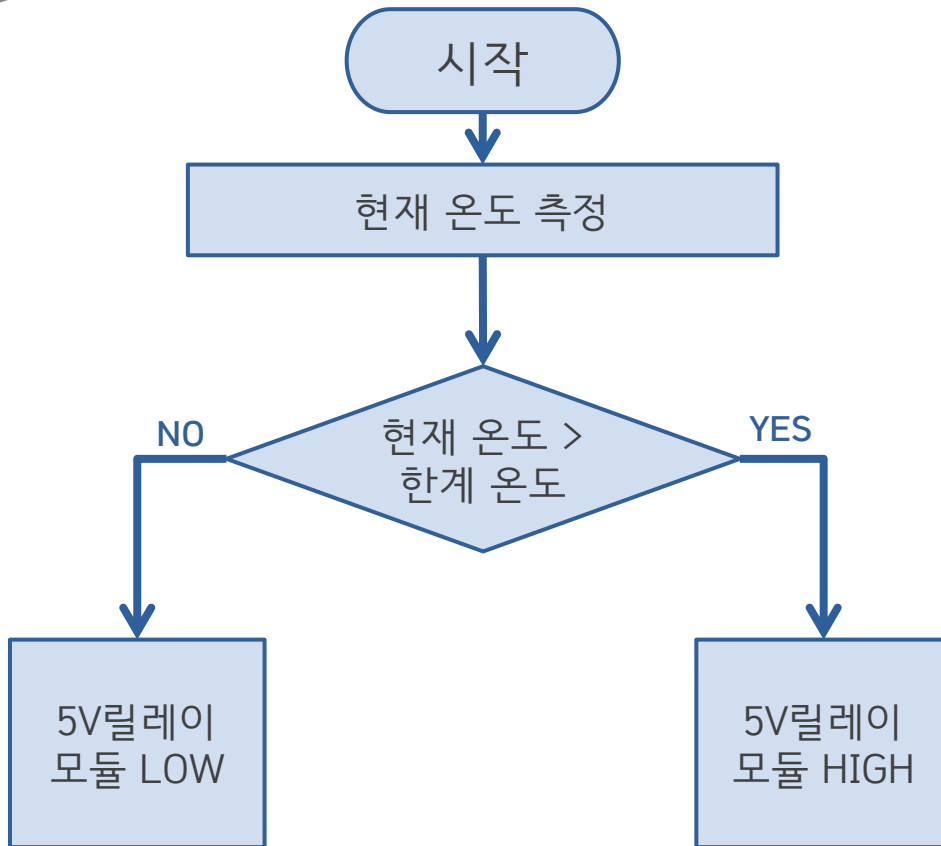 시작
현재 온도 측정
현재 온도 >
한계 온도
NO
YES
5V릴레이
모듈 LOW
5V릴레이
모듈 HIGH